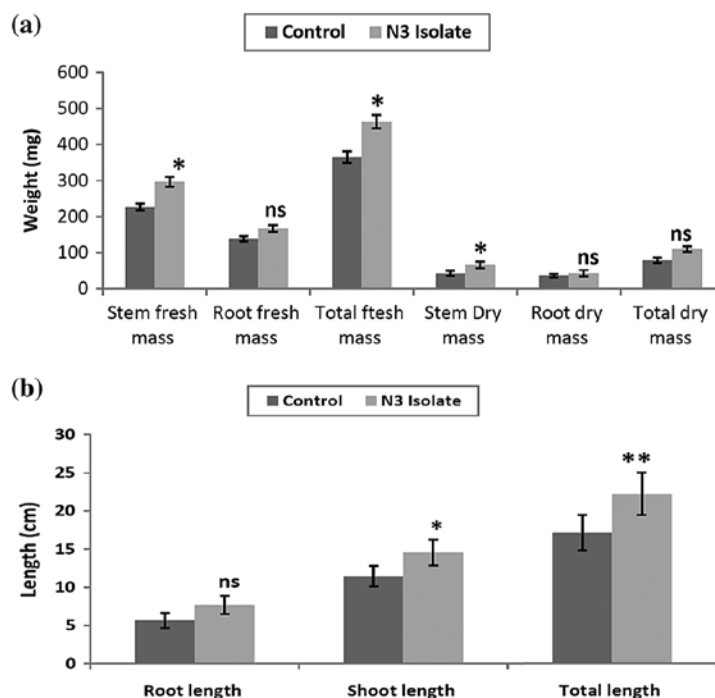 (a)
Control N3 Isolate
600
500
400
300
200
100
0
Weight (mg)
*
ns
*
*
ns
ns
Stem fresh mass
Root fresh mass
Total ftesh mass
Stem Dry mass
Root dry mass
Total dry mass
(b)
Control N3 Isolate
30
25
20
15
10
5
0
Length (cm)
ns
*
**
Root length
Shoot length
Total length